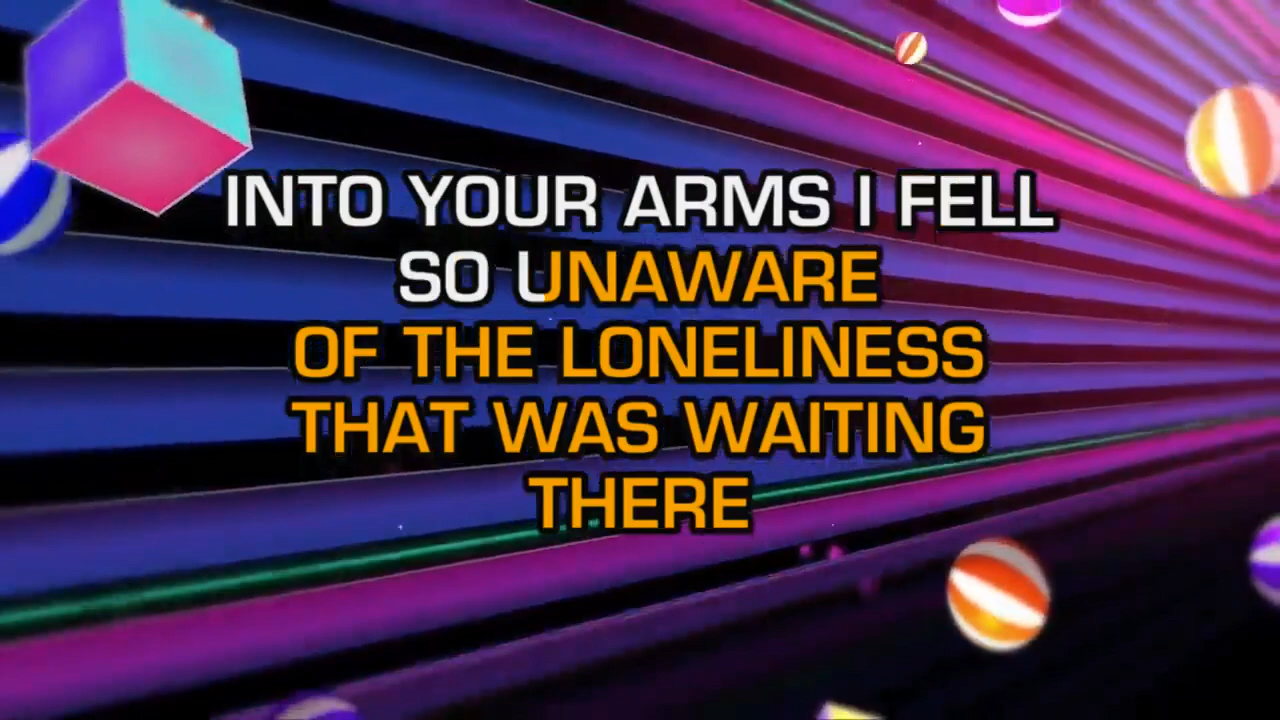 INTO YOUR ARMS I FELL
SO UNAWARE
OF THE LONELINESS
THAT WAS WAITING
THERE